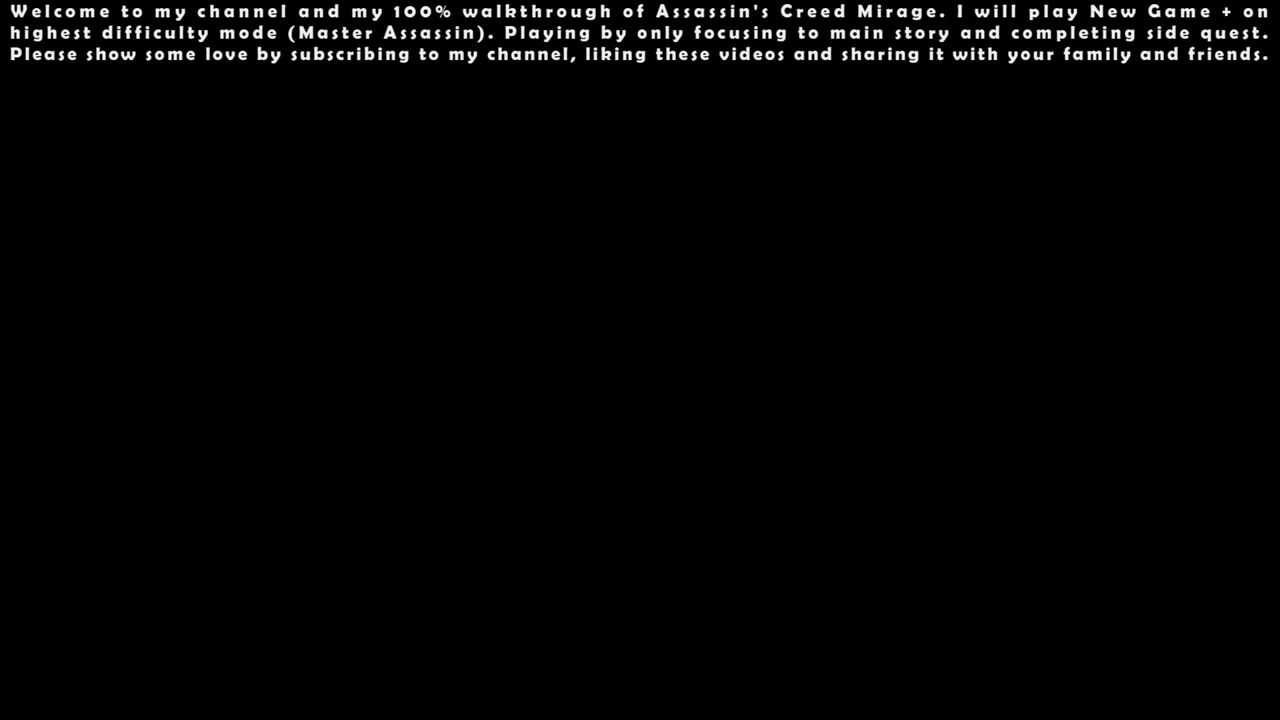 Welcome to my channel and my 100% walkthrough of Assassin's Creed Mirage. I will play New Game + on
highest difficulty mode (Master Assassin). Playing by only focusing to main story and completing side quest.
Please show some love by subscribing to my channel, liking these videos and sharing it with your family and friends.